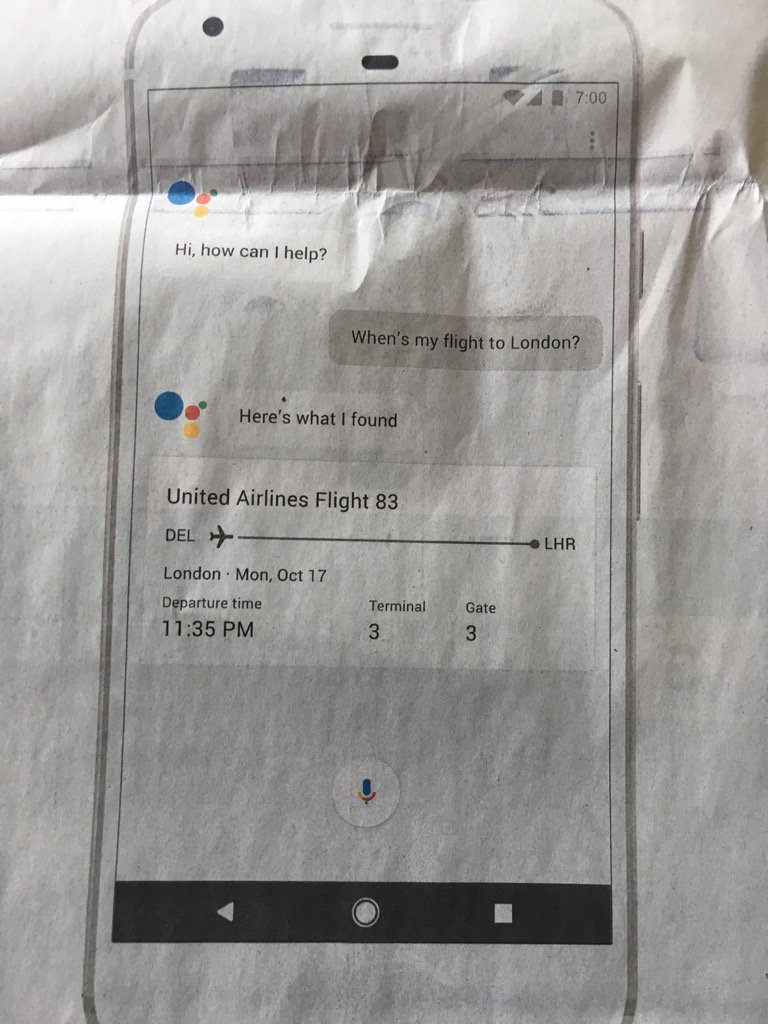 7:00
Hi, how can I help?
When's my flight to London?
*
Here's what I found
United Airlines Flight 83
DEL LHR
London · Mon, Oct 17
Departure time Terminal Gate
11:35 PM 3 3